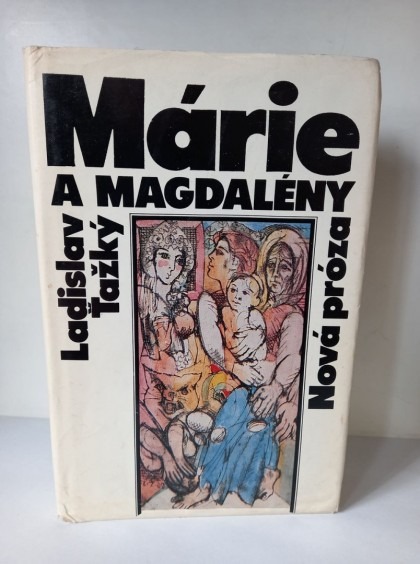 Márie
A MAGDALÉNY
Ladislav
Ťažký
Nová próza